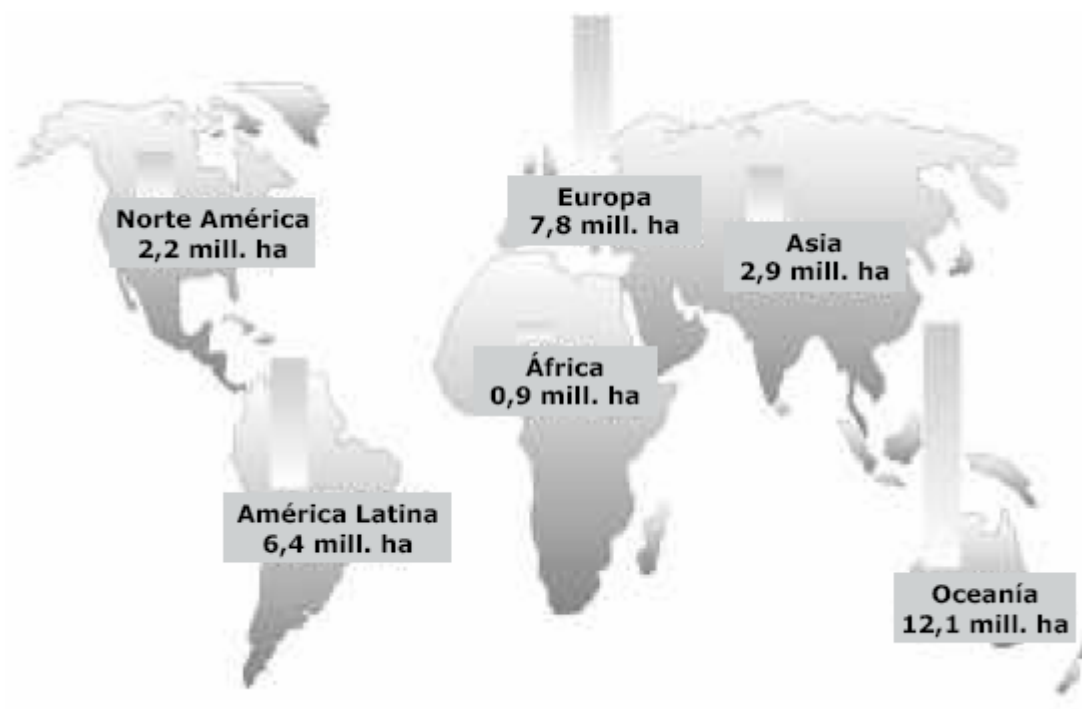 Norte América
2,2 mill. ha
Europa
7,8 mill. ha
Asia
2,9 mill. ha
África
0,9 mill. ha
América Latina
6,4 mill. ha
Oceanía
12,1 mill. ha